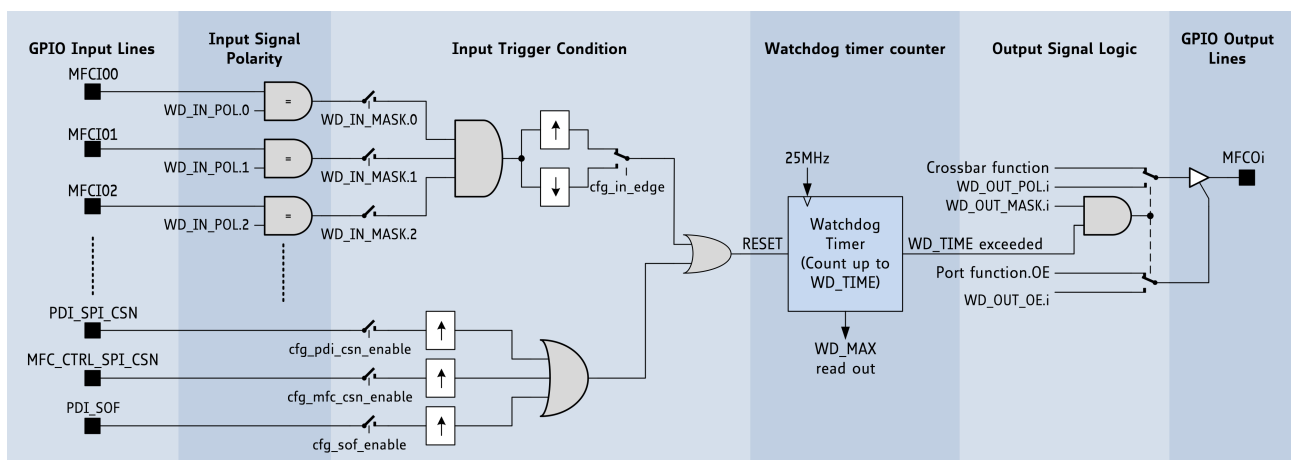 GPIO Input Lines
Input Signal
Polarity
Input Trigger Condition
Watchdog timer counter
Output Signal Logic
GPIO Output
Lines
MFCI00
WD_IN_POL.0
=
WD_IN_MASK.0
MFCI01
WD_IN_POL.1
=
WD_IN_MASK.1
MFCI02
WD_IN_POL.2
=
WD_IN_MASK.2
cfg_in_edge
PDI_SPI_CSN
cfg_pdi_csn_enable
MFC_CTRL_SPI_CSN
cfg_mfc_csn_enable
PDI_SOF
cfg_sof_enable
RESET
25MHz
Watchdog
Timer
(Count up to
WD_TIME)
WD_MAX
read out
Crossbar function
WD_OUT_POL.i
WD_OUT_MASK.i
WD_TIME exceeded
Port function.OE
WD_OUT_OE.i
MFCOi